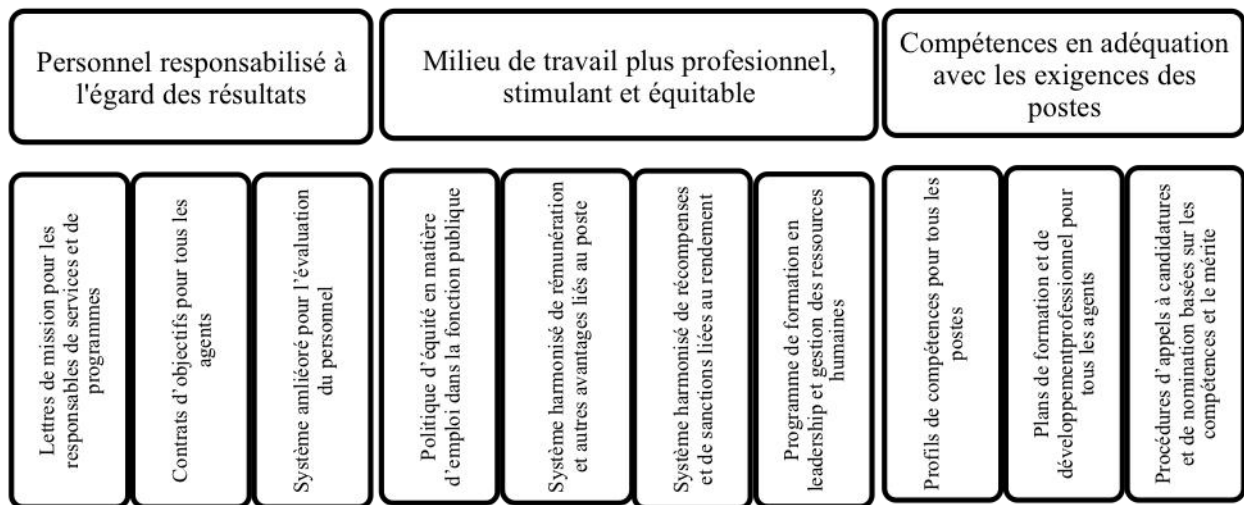 Personnel responsabilisé à
l'égard des résultats
Milieu de travail plus profesionnel,
stimulant et équitable
Compétences en adéquation
avec les exigences des
postes
Lettres de mission pour les
responsables de services et de
programmes
Contrats d’objectifs pour tous les
agents
Système amliéoré pour l’évaluation
du personnel
Politique d’équité en matière
d’emploi dans la fonction publique
Système harmonisé de rémunération
et autres avantages liés au poste
Système harmonisé de récompenses
et de sanctions liées au rendement
Programme de formation en
leadership et gestion des ressources
humaines
Profils de compétences pour tous les
postes
Plans de formation et de
développementprofessionnel pour
tous les agents
Procédures d’appels à candidatures
et de nomination basées sur les
compétences et le mérite